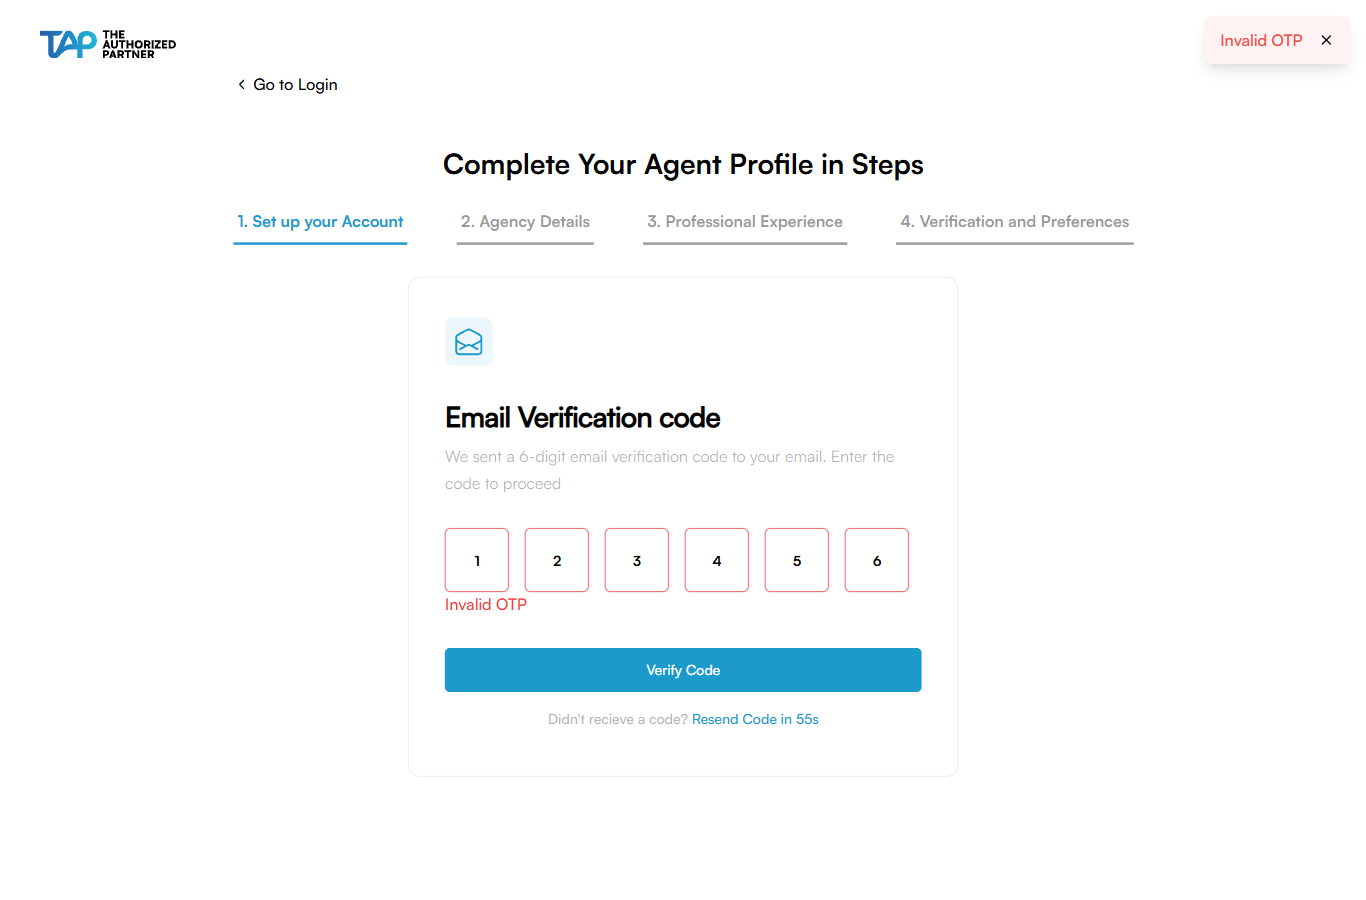 TAP THE AUTHORIZED PARTNER
Invalid OTP
Go to Login
Complete Your Agent Profile in Steps
1. Set up your Account
2. Agency Details
3. Professional Experience
4. Verification and Preferences
Email Verification code
We sent a 6-digit email verification code to your email. Enter the
code to proceed
1 2 3 4 5 6
Invalid OTP
Verify Code
Didn't recieve a code? Resend Code in 55s